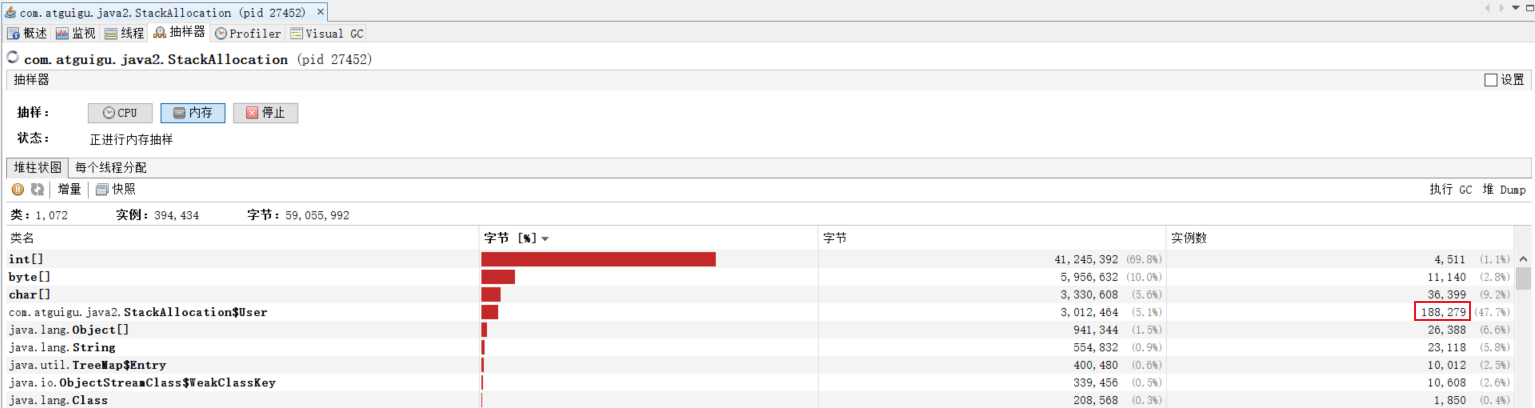 com.atguigu.java2.StackAllocation (pid 27452) ×
概述 监视 线程 抽样器 Profiler Visual GC
com.atguigu.java2.StackAllocation (pid 27452)
抽样器 设置
抽样: CPU 内存 停止
状态: 正进行内存抽样
堆柱状图 每个线程分配
增量 快照 执行 GC 堆 Dump
类: 1,072 实例: 394,434 字节: 59,055,992
类名 字节 [%] 字节 实例数
int[] 41,245,392 (69.8%) 4,511 (1.1%)
byte[] 5,956,632 (10.0%) 11,140 (2.8%)
char[] 3,330,608 (5.6%) 36,399 (9.2%)
com.atguigu.java2.StackAllocation$User 3,012,464 (5.1%) 188,279 (47.7%)
java.lang.Object[] 941,344 (1.5%) 26,388 (6.6%)
java.lang.String 554,832 (0.9%) 23,118 (5.8%)
java.util.TreeMap$Entry 400,480 (0.6%) 10,012 (2.5%)
java.io.ObjectStreamClass$WeakClassKey 339,456 (0.5%) 10,608 (2.6%)
java.lang.Class 208,568 (0.3%) 1,850 (0.4%)